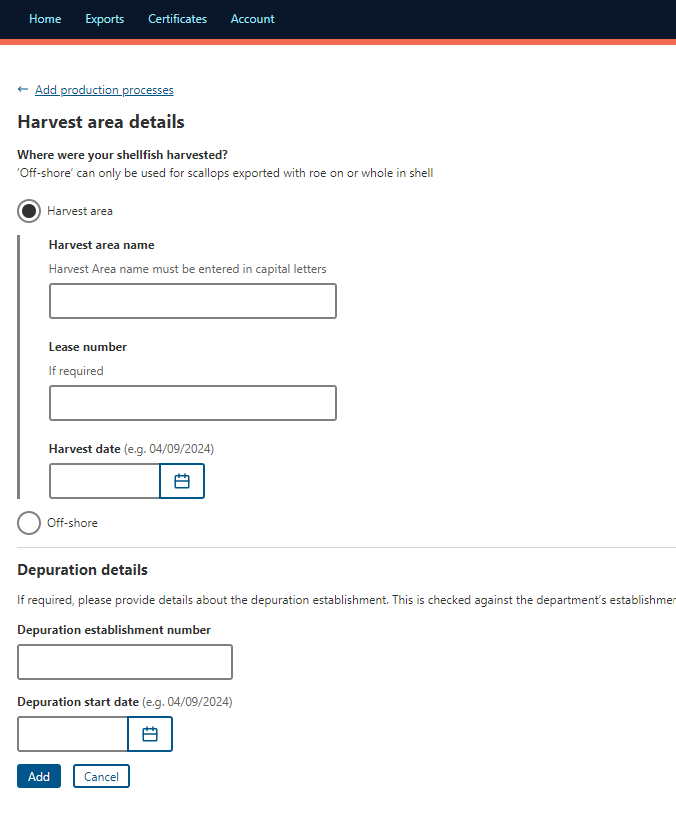 Home Exports Certificates Account
← Add production processes
Harvest area details
Where were your shellfish harvested?
'Off-shore' can only be used for scallops exported with roe on or whole in shell
Harvest area
Harvest area name
Harvest Area name must be entered in capital letters
Lease number
If required
Harvest date (e.g. 04/09/2024)
Off-shore
Depuration details
If required, please provide details about the depuration establishment. This is checked against the department's
Depuration establishment number
Depuration start date (e.g. 04/09/2024)
Add Cancel